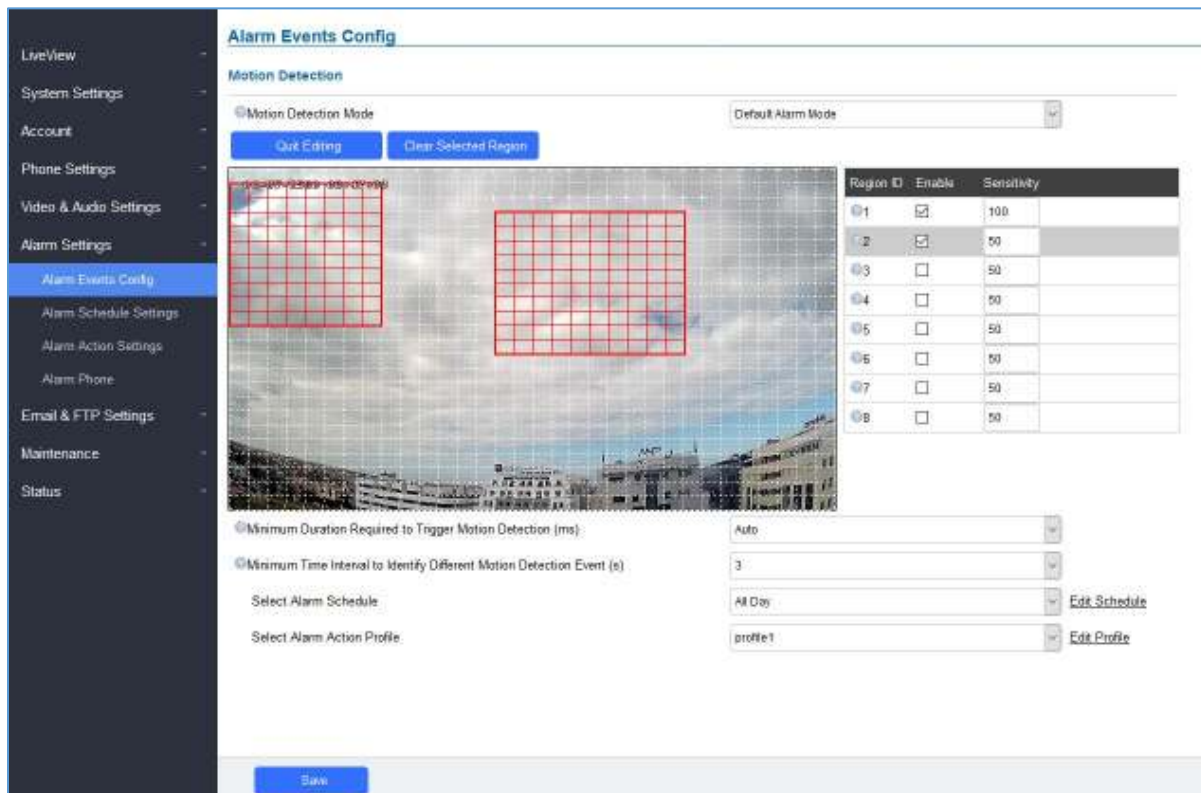 Alarm Events Config
LiveView
Motion Detection
System Settings
Motion Detection Mode Default Alarm Mode
Account
Quit Editing Clear Selected Region
Phone Settings
Region ID Enable Sensitivity
Video & Audio Settings
1 100
Alarm Settings
2 50
Alarm Events Config
3 50
Alarm Schedule Settings
4 50
Alarm Action Settings
5 50
Alarm Phone
6 50
7 50
Email & FTP Settings
8 50
Maintenance
Status
Minimum Duration Required to Trigger Motion Detection (ms) Auto
Minimum Time Interval to Identify Different Motion Detection Event (s) 3
Select Alarm Schedule All Day Edit Schedule
Select Alarm Action Profile profile1 Edit Profile
Save